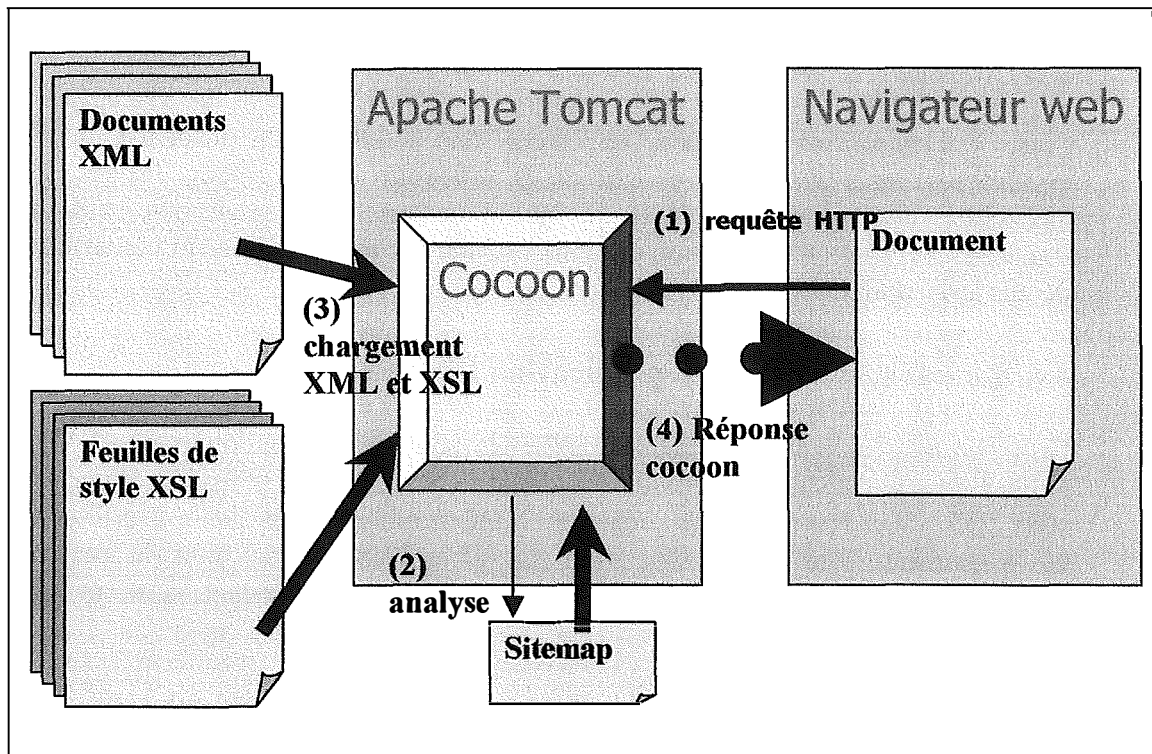 Documents
XML
Apache Tomcat
Navigateur web
(1) requête HTTP
Document
Cocoon
(3)
chargement
XML et XSL
(4) Réponse
cocoon
Feuilles de
style XSL
(2)
analyse
Sitemap